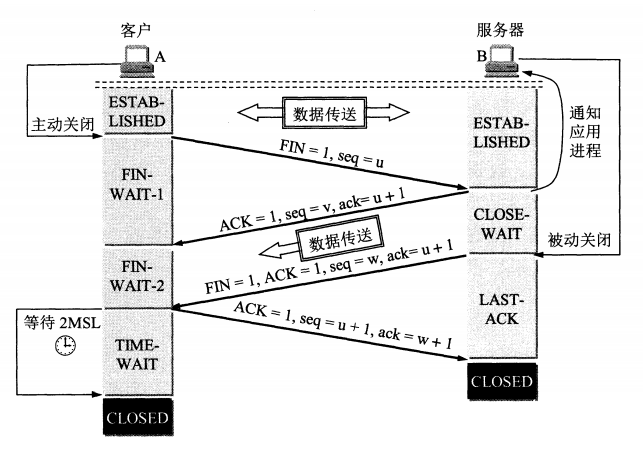 客户
服务器
A
B
ESTAB-
LISHED
数据传送
通知
应用
进程
主动关闭
FIN = 1, seq = u
ESTAB-
LISHED
FIN-
WAIT-1
ACK = 1, seq = v, ack= u + 1
CLOSE-
WAIT
数据传送
被动关闭
FIN = 1, ACK = 1, seq = w, ack= u + 1
FIN-
WAIT-2
ACK = 1, seq = u + 1, ack = w + 1
LAST-
ACK
等待 2MSL
TIME-
WAIT
CLOSED
CLOSED